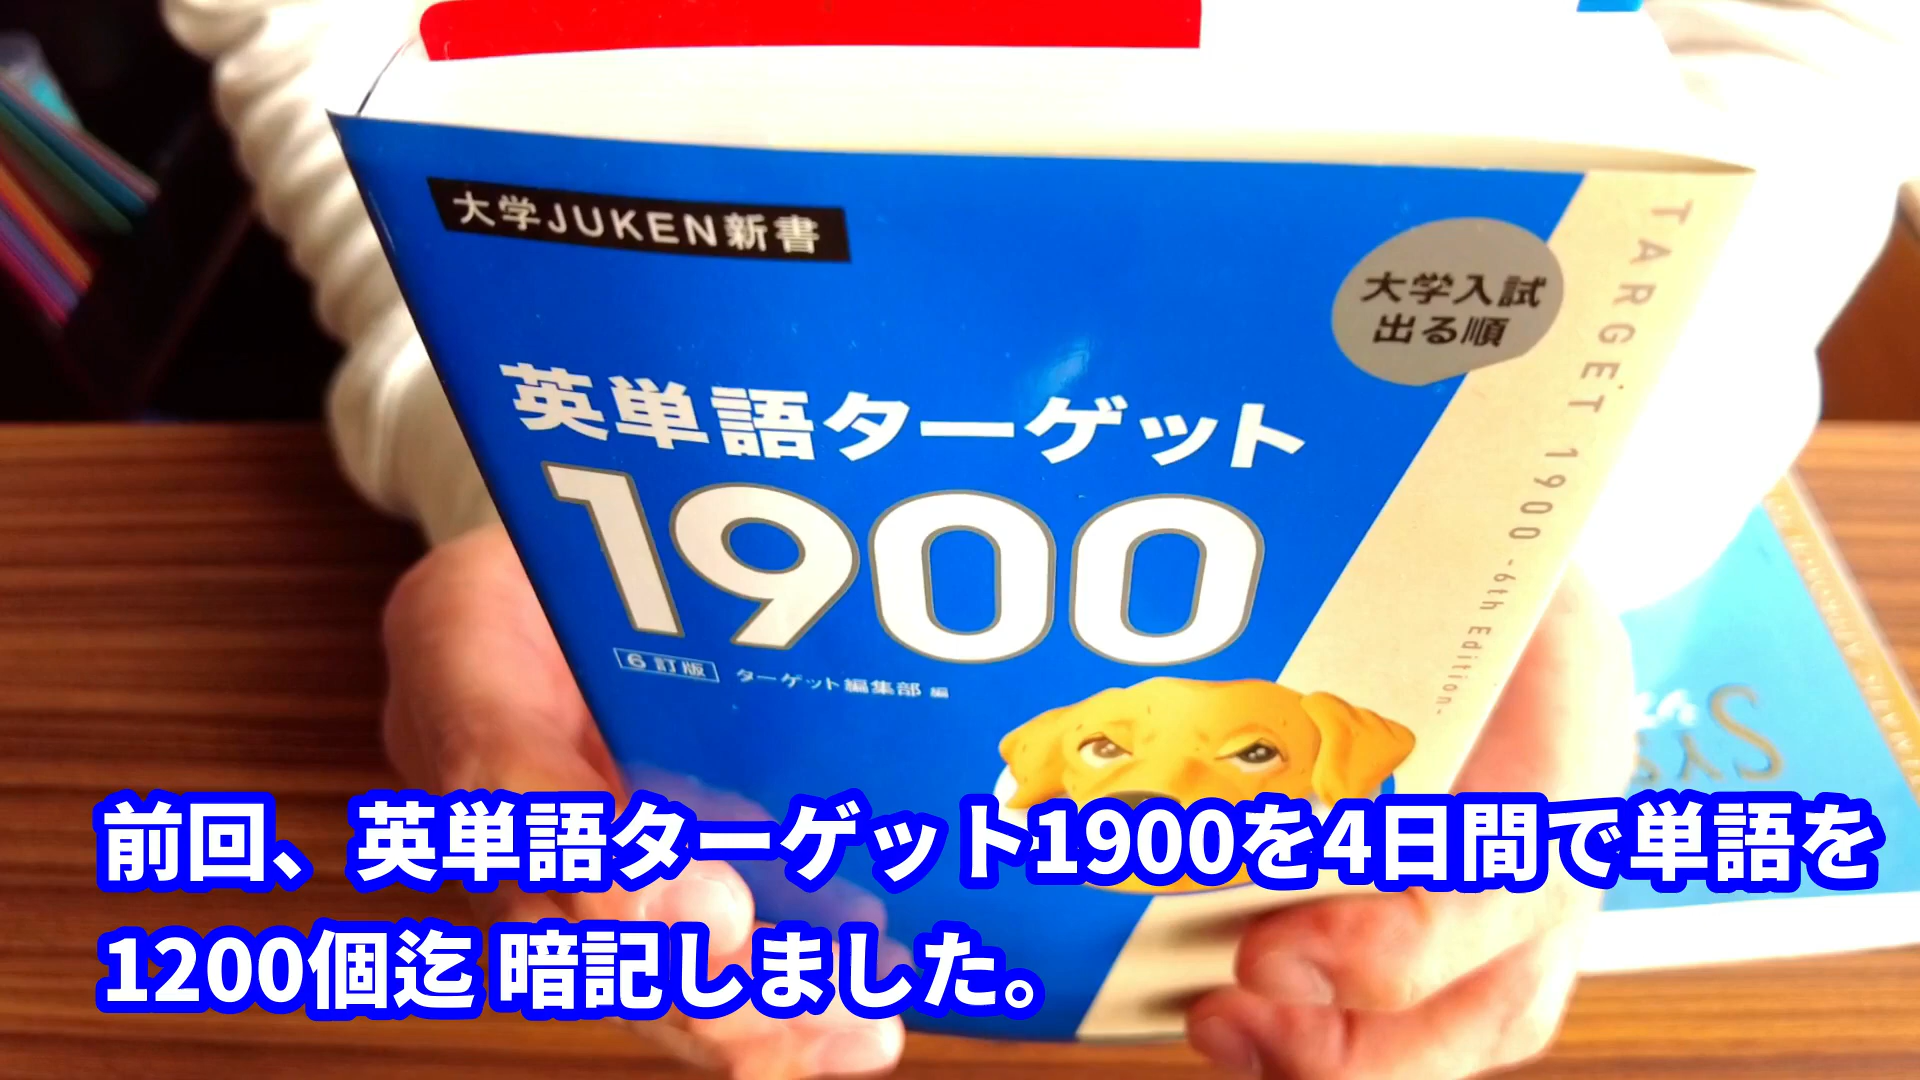 大学JUKEN新書
大学入試
出る順
TARGET 1900 -6th Edition-
英単語ターゲット
1900
6訂版 ターゲット編集部 編
前回、英単語ターゲット1900を4日間で単語を
1200個迄 暗記しました。